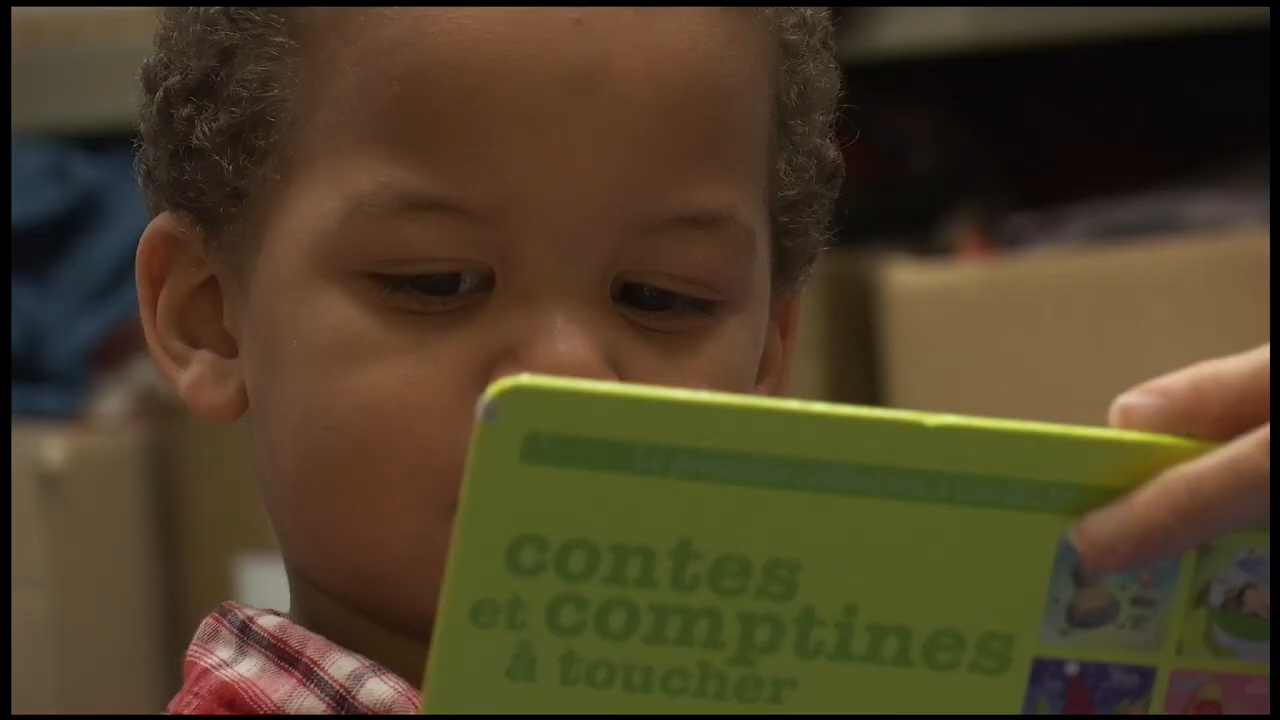 contes
et comptines
à toucher